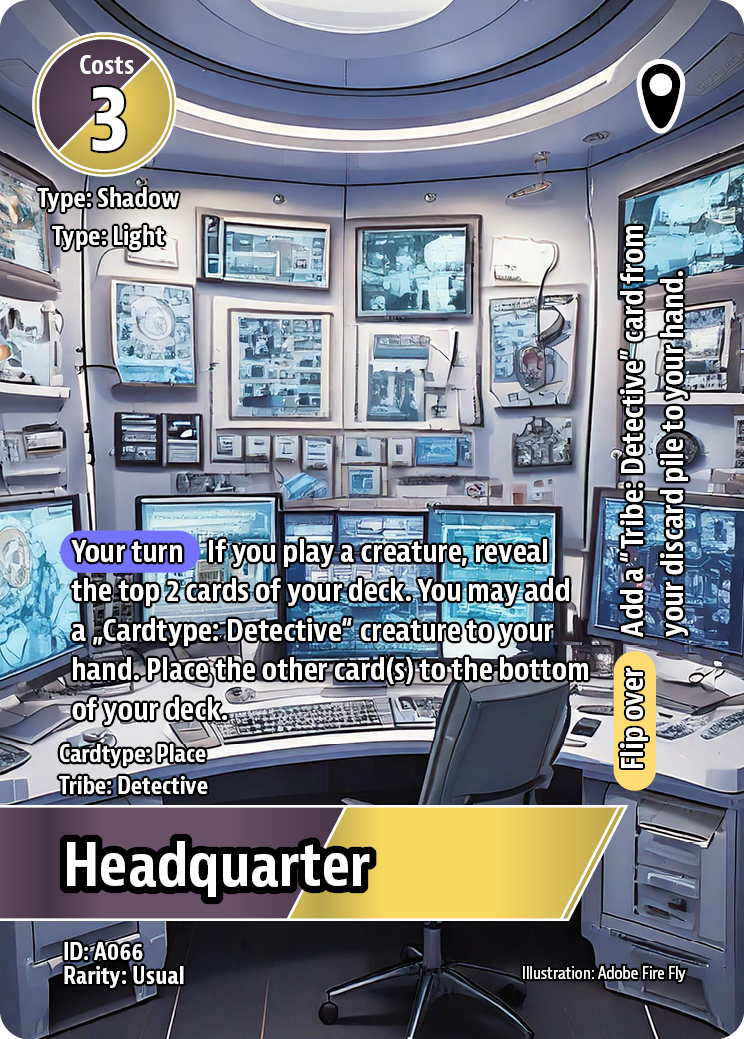 Costs
3
Type: Shadow
Type: Light
Your turn If you play a creature, reveal
the top 2 cards of your deck. You may add
a „Cardtype: Detective" creature to your
hand. Place the other card(s) to the bottom
of your deck.
Cardtype: Place
Tribe: Detective
Flip over Add a "Tribe: Detective" card from
your discard pile to your hand.
Headquarter
ID: A066
Rarity: Usual
Illustration: Adobe Fire Fly